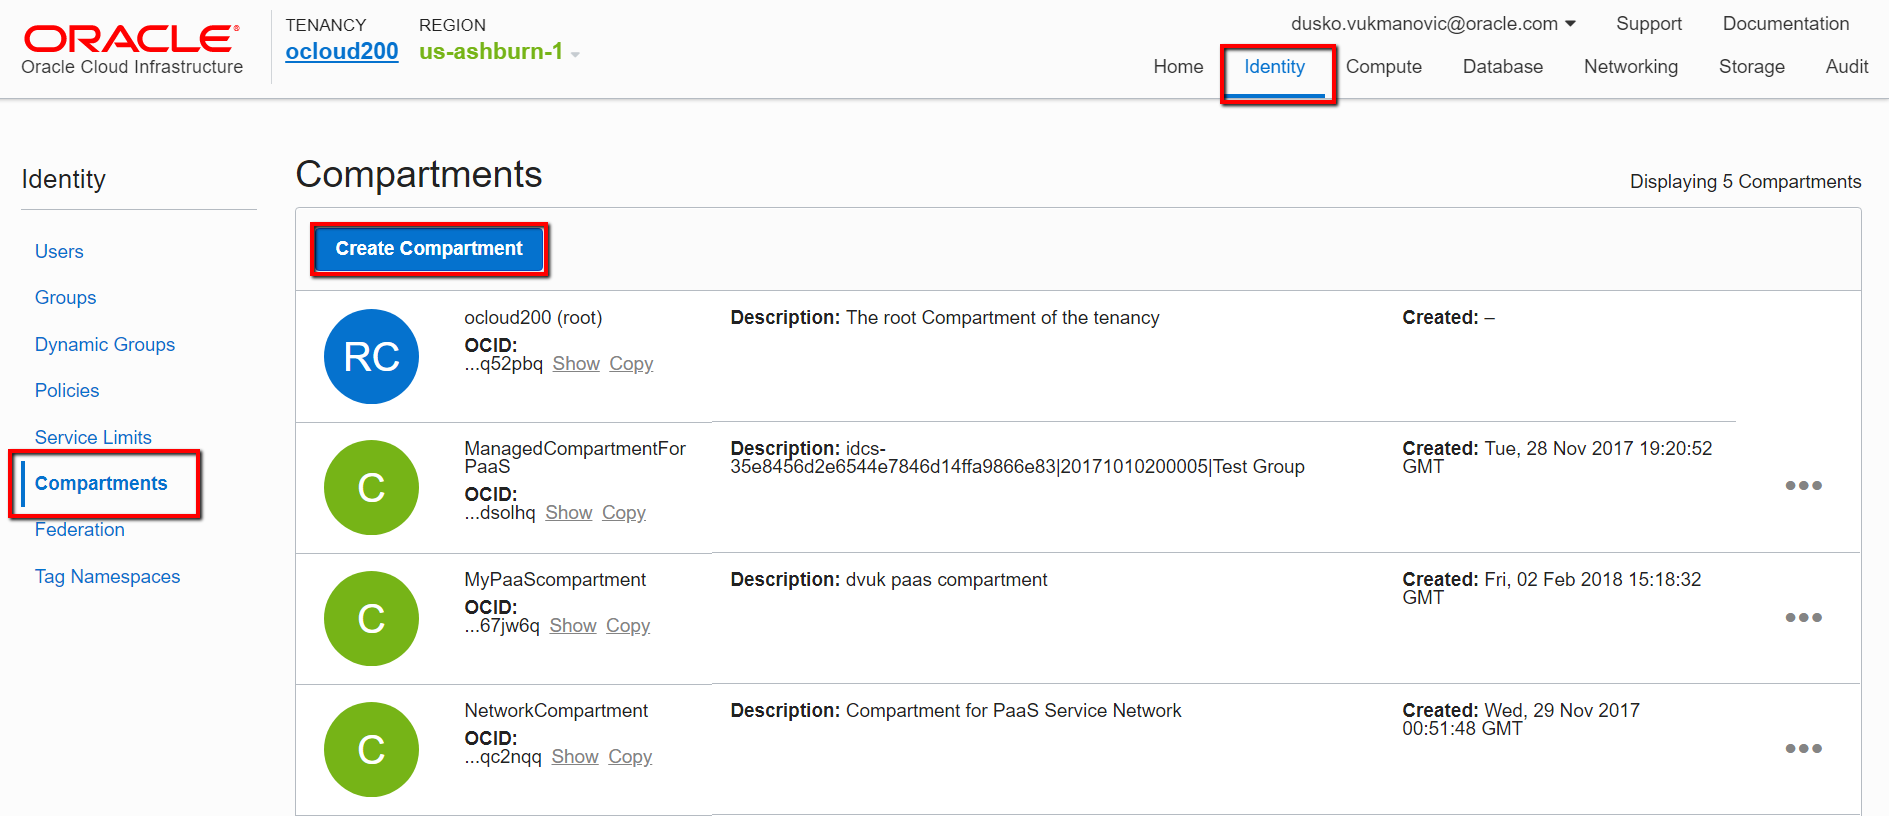 ORACLE®
Oracle Cloud Infrastructure
TENANCY
ocloud200
REGION
us-ashburn-1
dusko.vukmanovic@oracle.com Support Documentation
Home Identity Compute Database Networking Storage Audit
Identity
Users
Groups
Dynamic Groups
Policies
Service Limits
Compartments
Federation
Tag Namespaces
Compartments
Displaying 5 Compartments
Create Compartment
RC
ocloud200 (root)
OCID:
...q52pbq Show Copy
Description: The root Compartment of the tenancy
Created: –
C
ManagedCompartmentFor
PaaS
OCID:
...dsolhq Show Copy
Description: idcs-
35e8456d2e6544e7846d14ffa9866e83|20171010200005|Test Group
Created: Tue, 28 Nov 2017 19:20:52
GMT
C
MyPaaScompartment
OCID:
...67jw6q Show Copy
Description: dvuk paas compartment
Created: Fri, 02 Feb 2018 15:18:32
GMT
C
NetworkCompartment
OCID:
...qc2nqq Show Copy
Description: Compartment for PaaS Service Network
Created: Wed, 29 Nov 2017
00:51:48 GMT